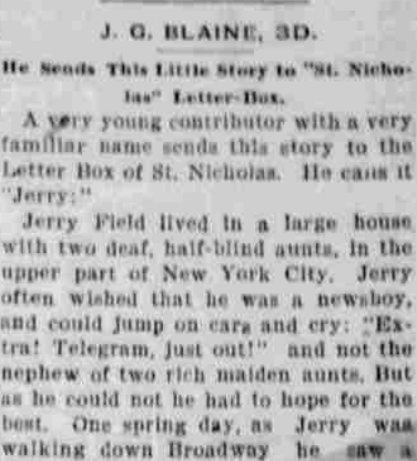 J. G. BLAINE, 3D.
He Sends This Little Story to "St. Nicho-
las" Letter-Box.
A very young contributor with a very
familiar name sends this story to the
Letter Box of St. Nicholas. He calls it
"Jerry:"
Jerry Field lived in a large house
with two deaf, half-blind aunts, in the
upper part of New York City. Jerry
often wished that he was a newsboy,
and could jump on cars and cry: "Ex-
tra! Telegram, just out!" and not the
nephew of two rich maiden aunts. But
as he could not he had to hope for the
best. One spring day, as Jerry was
walking down Broadway he saw a